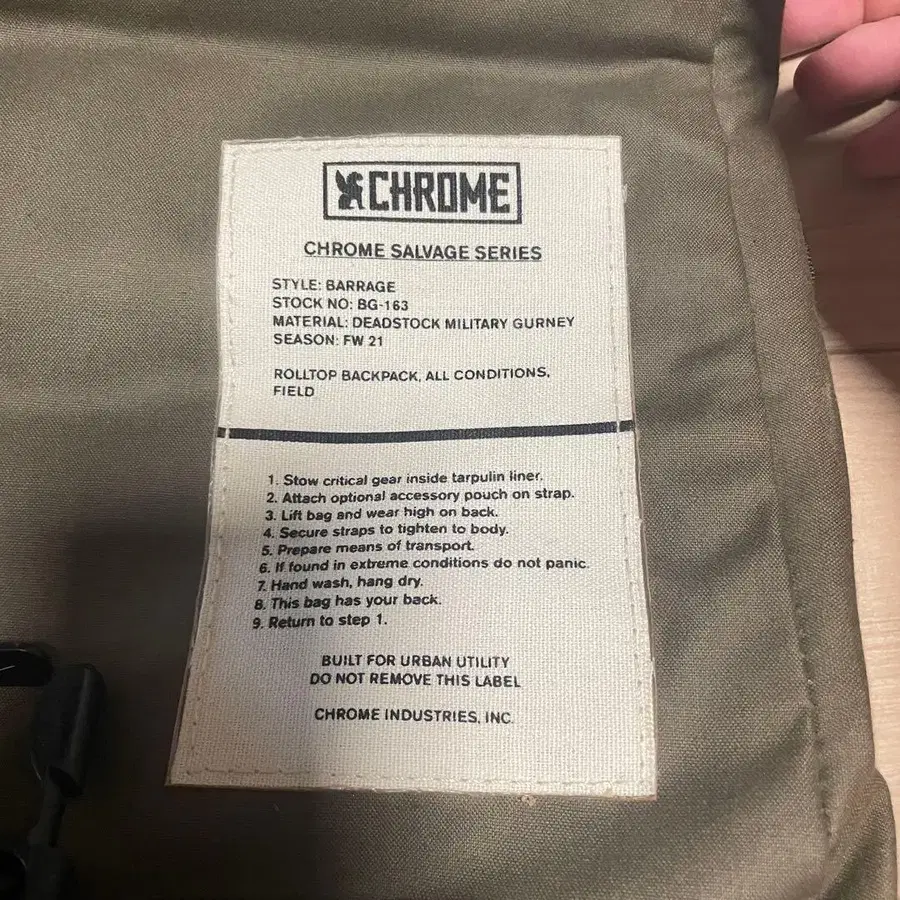 CHROME
CHROME SALVAGE SERIES
STYLE: BARRAGE
STOCK NO: BG-163
MATERIAL: DEADSTOCK MILITARY GURNEY
SEASON: FW 21
ROLLTOP BACKPACK, ALL CONDITIONS,
FIELD
1. Stow critical gear inside tarpulin liner.
2. Attach optional accessory pouch on strap.
3. Lift bag and wear high on back.
4. Secure straps to tighten to body.
5. Prepare means of transport.
6. If found in extreme conditions do not panic.
7. Hand wash, hang dry.
8. This bag has your back.
9. Return to step 1.
BUILT FOR URBAN UTILITY
DO NOT REMOVE THIS LABEL
CHROME INDUSTRIES, INC.